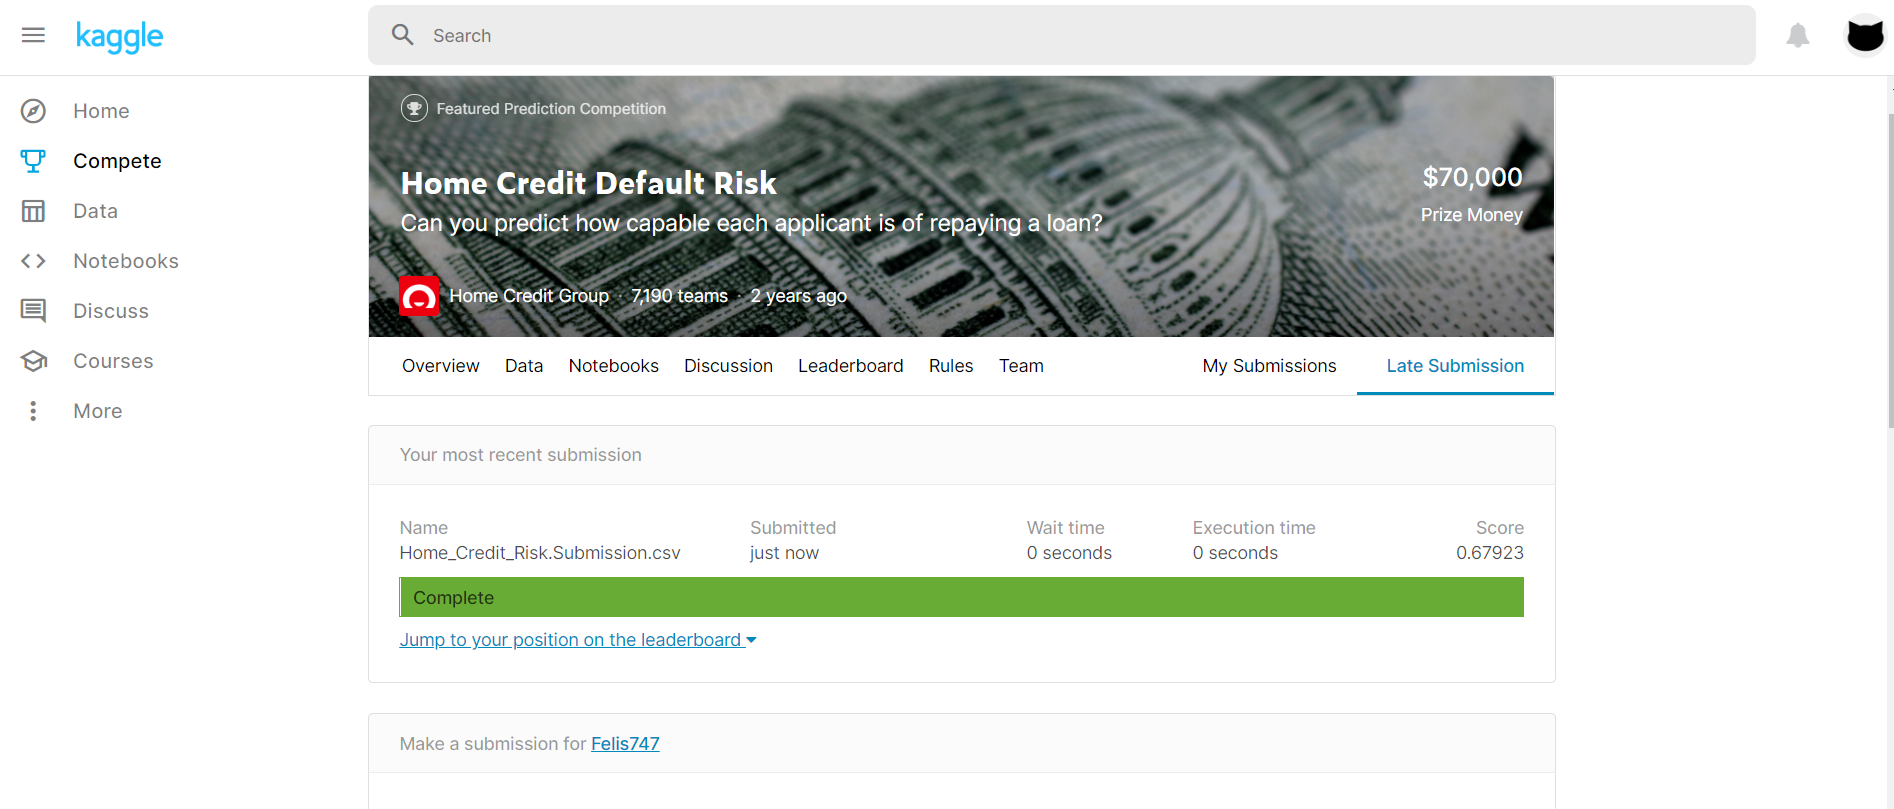 kaggle
Search
Home
Compete
Data
Notebooks
Discuss
Courses
More
Featured Prediction Competition
Home Credit Default Risk
Can you predict how capable each applicant is of repaying a loan?
$70,000
Prize Money
Home Credit Group · 7,190 teams · 2 years ago
Overview Data Notebooks Discussion Leaderboard Rules Team My Submissions Late Submission
Your most recent submission
Name Submitted Wait time Execution time Score
Home_Credit_Risk.Submission.csv just now 0 seconds 0 seconds 0.67923
Complete
Jump to your position on the leaderboard
Make a submission for Felis747